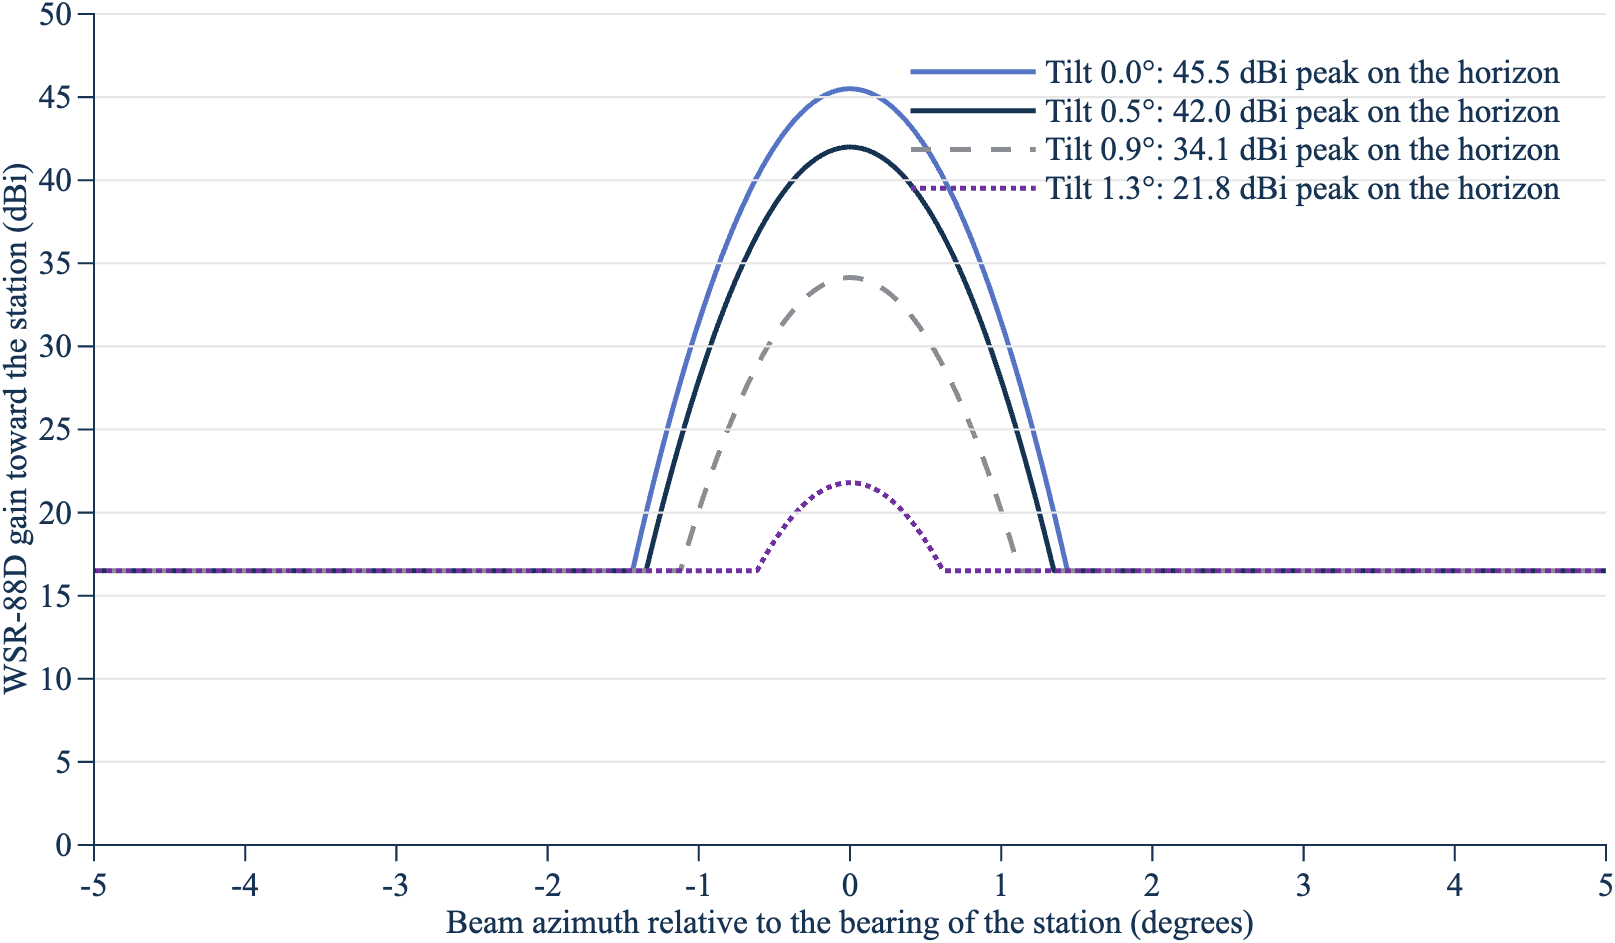 50
45
40
35
30
25
20
15
10
5
0
WSR-88D gain toward the station (dBi)
Tilt 0.0°: 45.5 dBi peak on the horizon
Tilt 0.5°: 42.0 dBi peak on the horizon
Tilt 0.9°: 34.1 dBi peak on the horizon
Tilt 1.3°: 21.8 dBi peak on the horizon
-5 -4 -3 -2 -1 0 1 2 3 4 5
Beam azimuth relative to the bearing of the station (degrees)